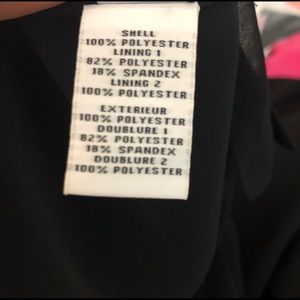 SHELL
100% POLYESTER
LINING 1
82% POLYESTER
18% SPANDEX
LINING 2
100% POLYESTER
EXTERIEUR
100% POLYESTER
DOUBLURE 1
82% POLYESTER
18% SPANDEX
DOUBLURE 2
100% POLYESTER